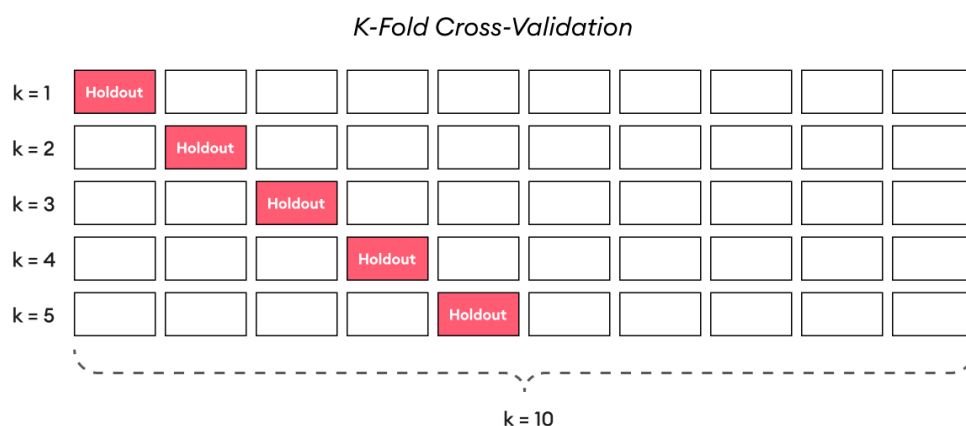 K-Fold Cross-Validation
k = 1 Holdout
k = 2 Holdout
k = 3 Holdout
k = 4 Holdout
k = 5 Holdout
k = 10